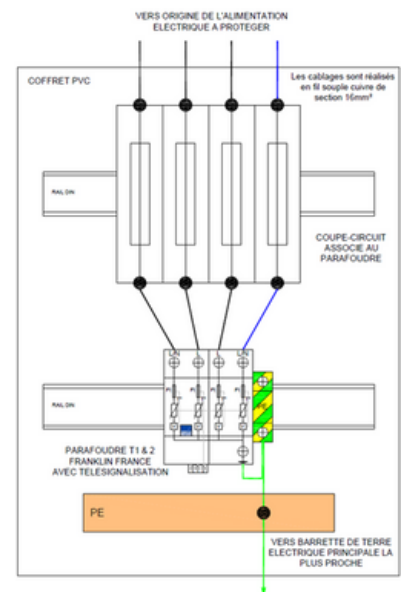 VERS ORIGINE DE L'ALIMENTATION
ELECTRIQUE A PROTEGER
COFFRET PVC
Les cablages sont réalisés
en fil souple cuivre de
section 16mm²
RAIL DIN
COUPE-CIRCUIT
ASSOCIE AU
PARAFOUDRE
L/N
RAIL DIN
PARAFOUDRE T1 & 2
FRANKLIN FRANCE
AVEC TELESIGNALISATION
PE
VERS BARRETTE DE TERRE
ELECTRIQUE PRINCIPALE LA
PLUS PROCHE